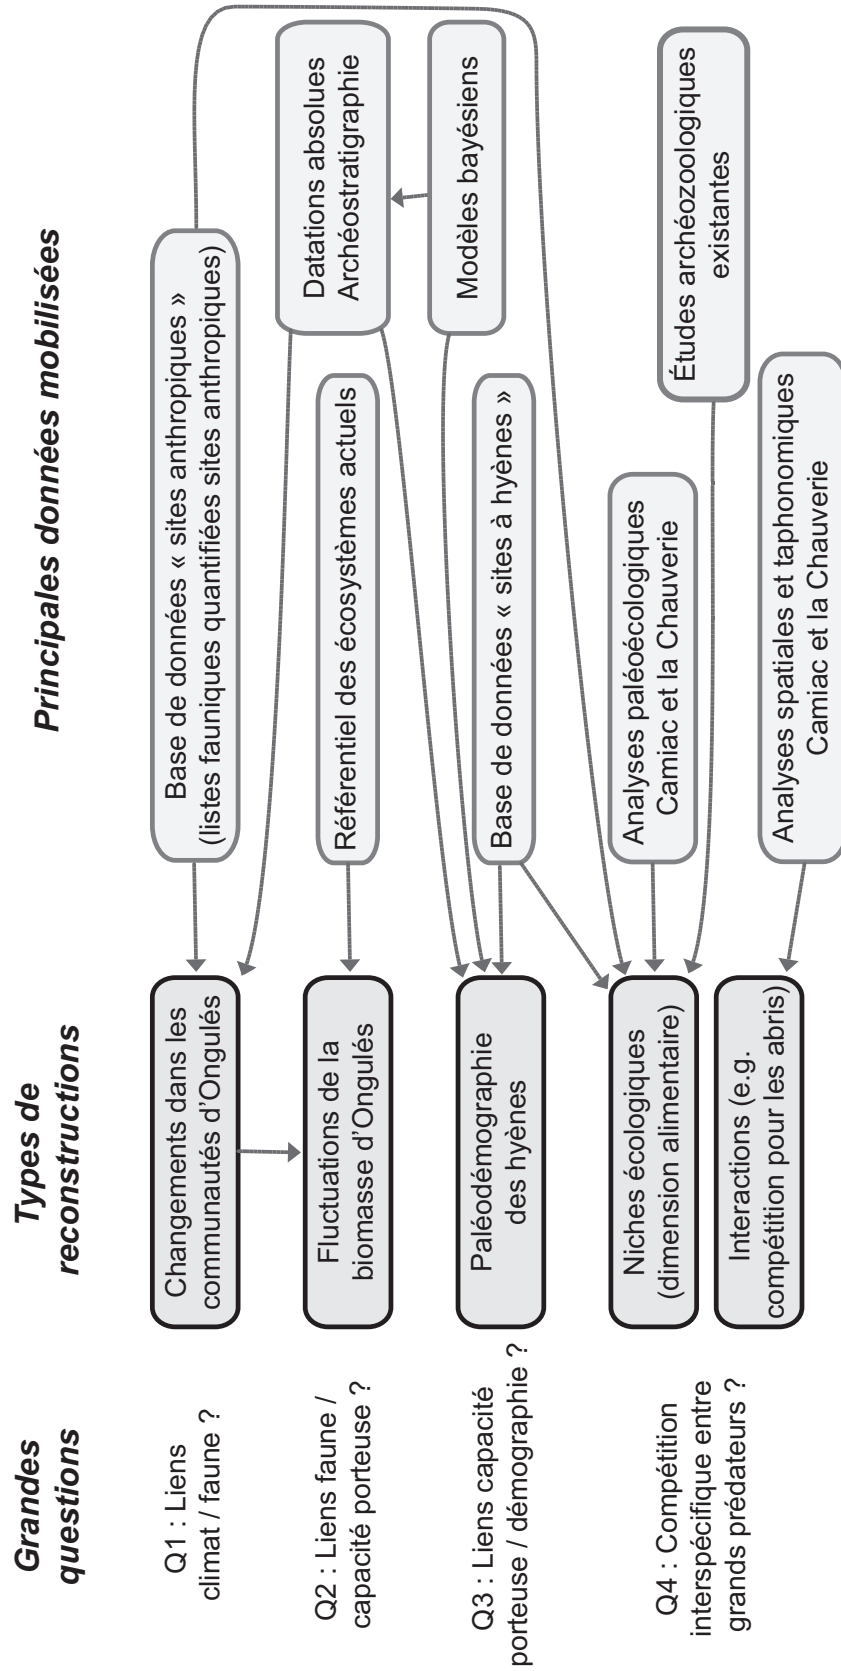 Grandes
questions
Types de
reconstructions
Principales données mobilisées
Q1 : Liens
climat / faune ?
Changements dans les
communautés d'Ongulés
Base de données « sites anthropiques »
(listes fauniques quantifiées sites anthropiques)
Datations absolues
Archéostratigraphie
Q2 : Liens faune /
capacité porteuse ?
Fluctuations de la
biomasse d'Ongulés
Référentiel des écosystèmes actuels
Modèles bayésiens
Q3 : Liens capacité
porteuse / démographie ?
Paléodémographie
des hyènes
Base de données « sites à hyènes »
Q4 : Compétition
interspécifique entre
grands prédateurs ?
Niches écologiques
(dimension alimentaire)
Analyses paléoécologiques
Camiac et la Chauverie
Études archéozoologiques
existantes
Interactions (e.g.
compétition pour les abris)
Analyses spatiales et taphonomiques
Camiac et la Chauverie